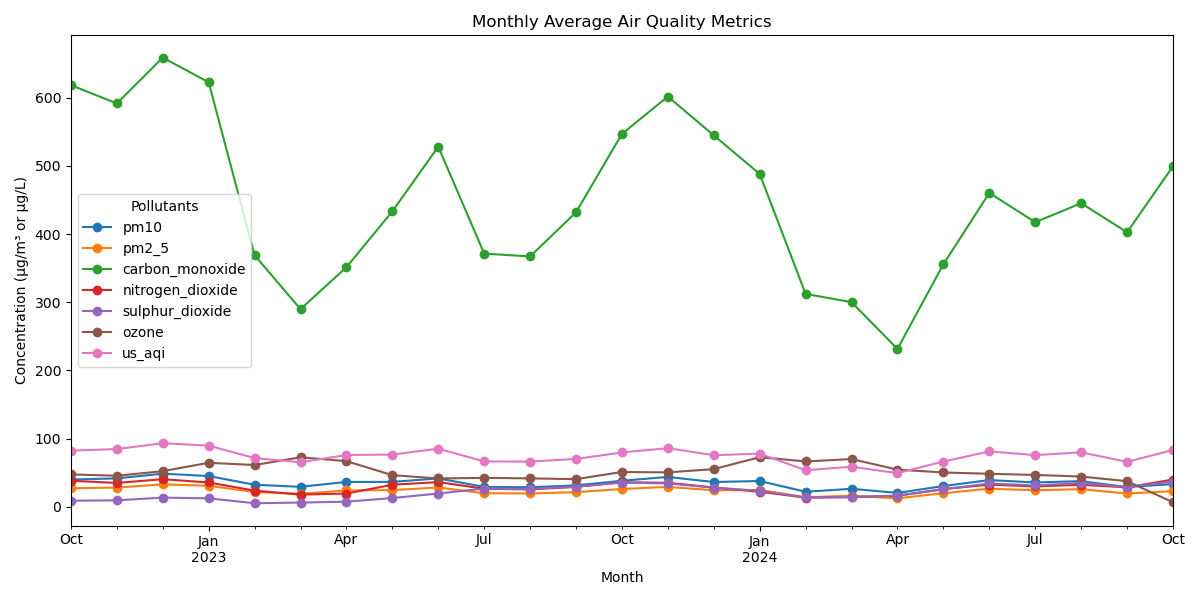 Monthly Average Air Quality Metrics
Concentration (µg/m³ or µg/L)
600
500
400
300
200
100
0
Pollutants
pm10
pm2_5
carbon_monoxide
nitrogen_dioxide
sulphur_dioxide
ozone
us_aqi
Oct
Jan
2023
Apr
Jul
Oct
Jan
2024
Apr
Jul
Oct
Month